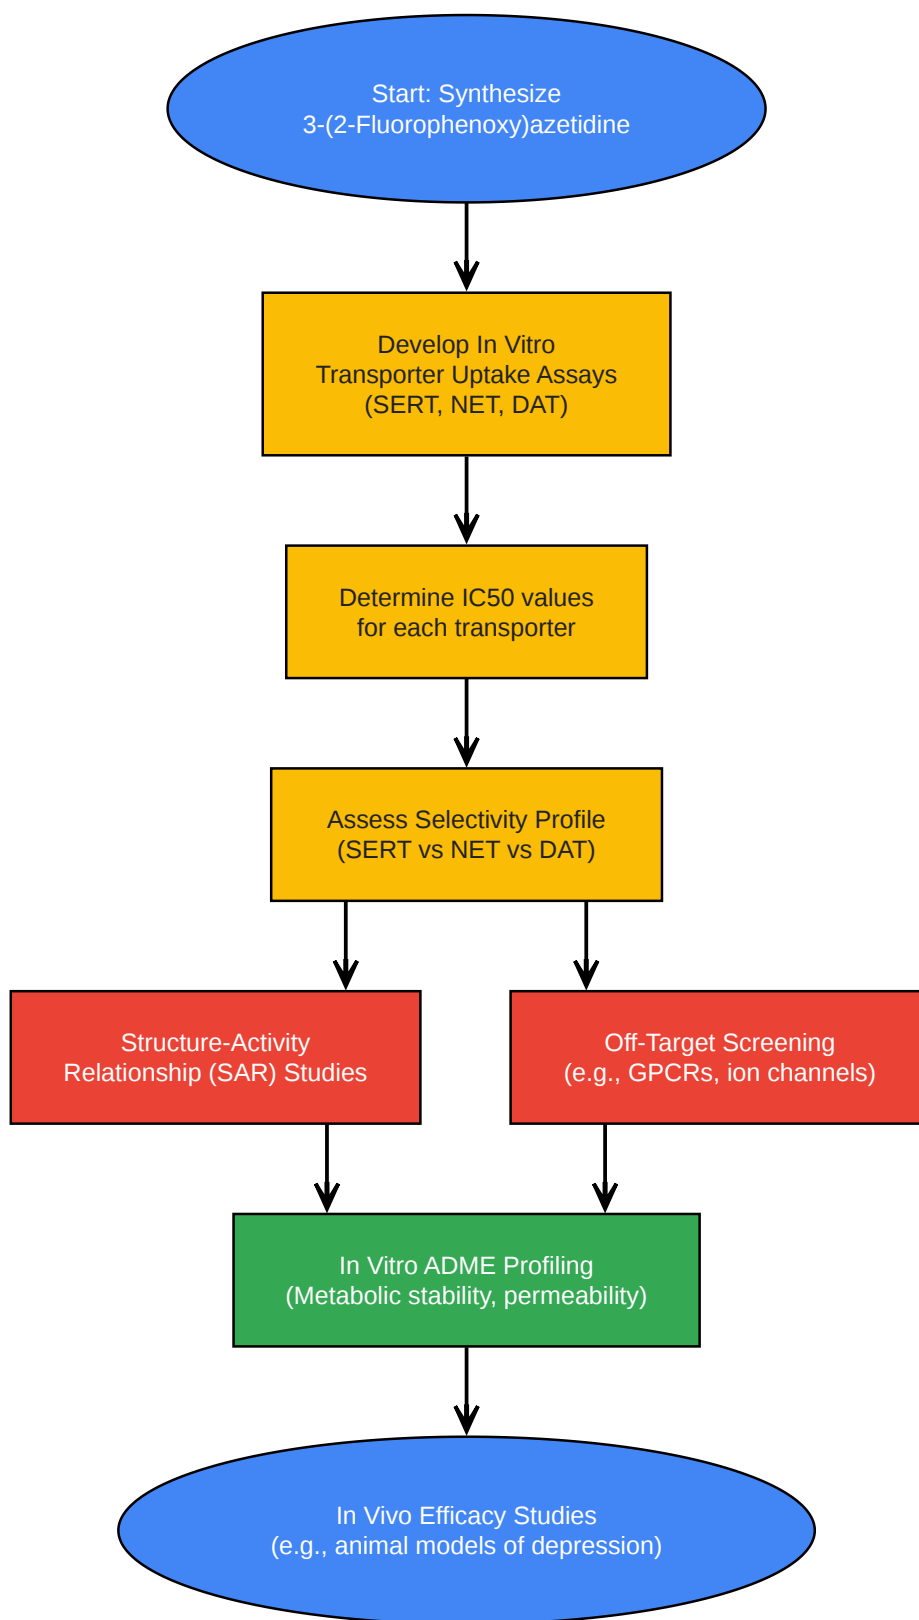 Start: Synthesize
3-(2-Fluorophenoxy)azetidine
Develop In Vitro
Transporter Uptake Assays
(SERT, NET, DAT)
Determine IC50 values
for each transporter
Assess Selectivity Profile
(SERT vs NET vs DAT)
Structure-Activity
Relationship (SAR) Studies
Off-Target Screening
(e.g., GPCRs, ion channels)
In Vitro ADME Profiling
(Metabolic stability, permeability)
In Vivo Efficacy Studies
(e.g., animal models of depression)